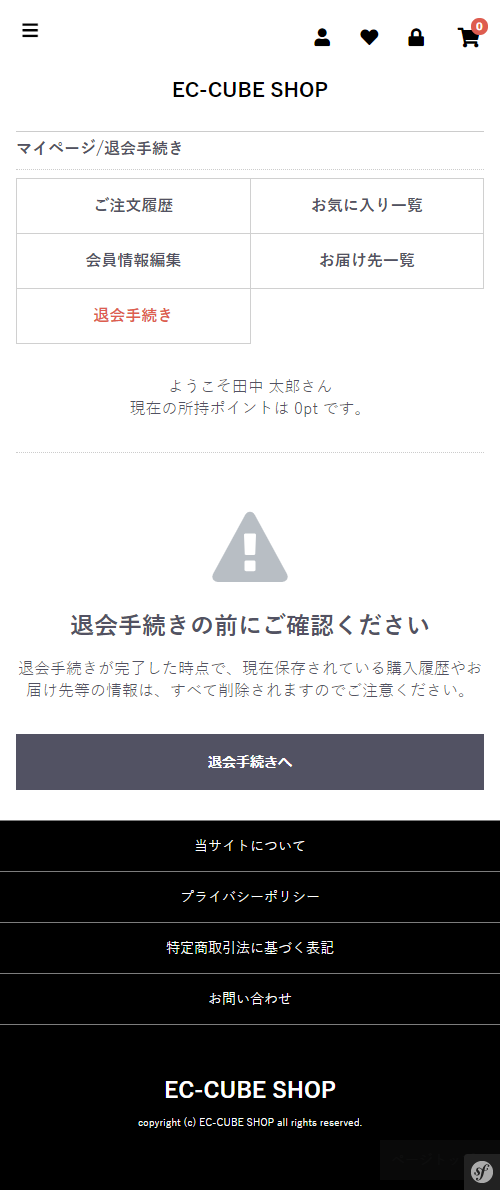 0
EC-CUBE SHOP
マイページ/退会手続き
ご注文履歴
お気に入り一覧
会員情報編集
お届け先一覧
退会手続き
ようこそ田中 太郎さん
現在の所持ポイントは 0pt です。
退会手続きの前にご確認ください
退会手続きが完了した時点で、現在保存されている購入履歴やお
届け先等の情報は、すべて削除されますのでご注意ください。
退会手続きへ
当サイトについて
プライバシーポリシー
特定商取引法に基づく表記
お問い合わせ
EC-CUBE SHOP
copyright (c) EC-CUBE SHOP all rights reserved.
sf